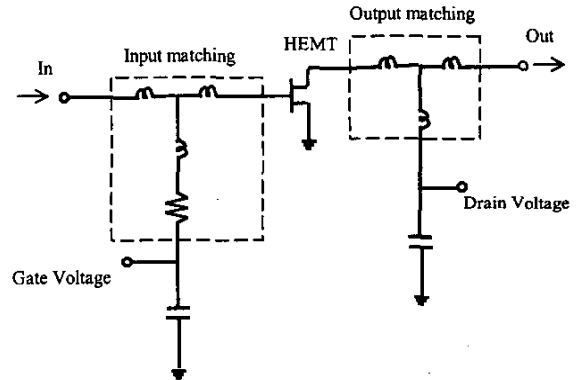 Output matching
HEMT
Out
Input matching
In
Drain Voltage
Gate Voltage